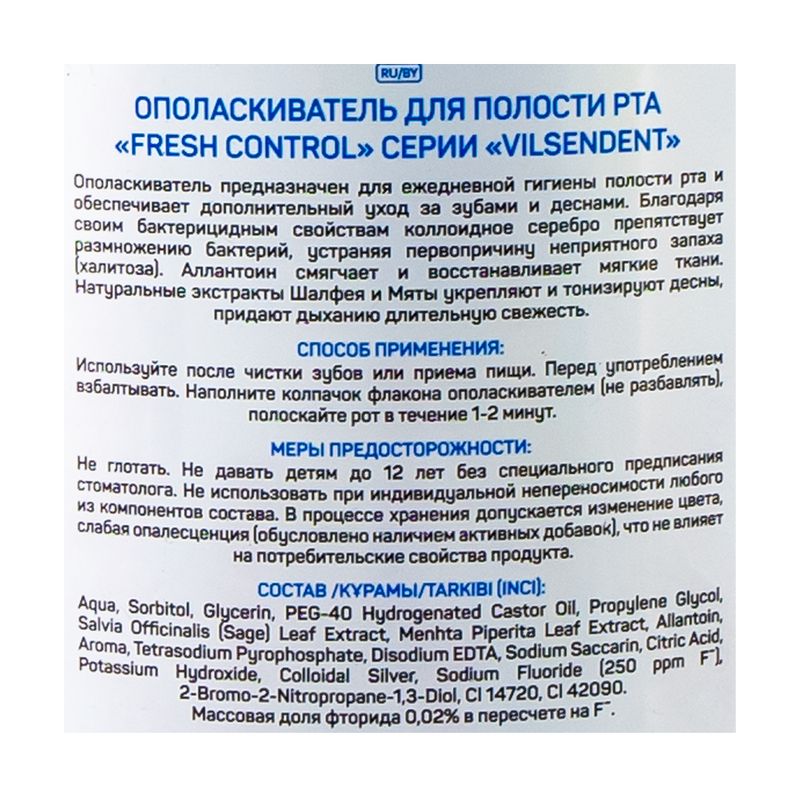 RU/BY
ОПОЛАСКИВАТЕЛЬ ДЛЯ ПОЛОСТИ РТА
«FRESH CONTROL» СЕРИИ «VILSENDENT»
Ополаскиватель предназначен для ежедневной гигиены полости рта и
обеспечивает дополнительный уход за зубами и деснами. Благодаря
своим бактерицидным свойствам коллоидное серебро препятствует
размножению бактерий, устраняя первопричину неприятного запаха
(халитоза). Аллантоин смягчает и восстанавливает мягкие ткани.
Натуральные экстракты Шалфея и Мяты укрепляют и тонизируют десны,
придают дыханию длительную свежесть.
СПОСОБ ПРИМЕНЕНИЯ:
Используйте после чистки зубов или приема пищи. Перед употреблением
взбалтывать. Наполните колпачок флакона ополаскивателем (не разбавлять),
полоскайте рот в течение 1-2 минут.
МЕРЫ ПРЕДОСТОРОЖНОСТИ:
Не глотать. Не давать детям до 12 лет без специального предписания
стоматолога. Не использовать при индивидуальной непереносимости любого
из компонентов состава. В процессе хранения допускается изменение цвета,
слабая опалесценция (обусловлено наличием активных добавок), что не влияет
на потребительские свойства продукта.
СОСТАВ /ҚҰРАМЫ/TARKIBI (INCI):
Aqua, Sorbitol, Glycerin, PEG-40 Hydrogenated Castor Oil, Propylene Glycol,
Salvia Officinalis (Sage) Leaf Extract, Menhta Piperita Leaf Extract, Allantoin,
Aroma, Tetrasodium Pyrophosphate, Disodium EDTA, Sodium Saccarin, Citric Acid,
Potassium Hydroxide, Colloidal Silver, Sodium Fluoride (250 ppm F⁻),
2-Bromo-2-Nitropropane-1,3-Diol, CI 14720, CI 42090.
Массовая доля фторида 0,02% в пересчете на F⁻.